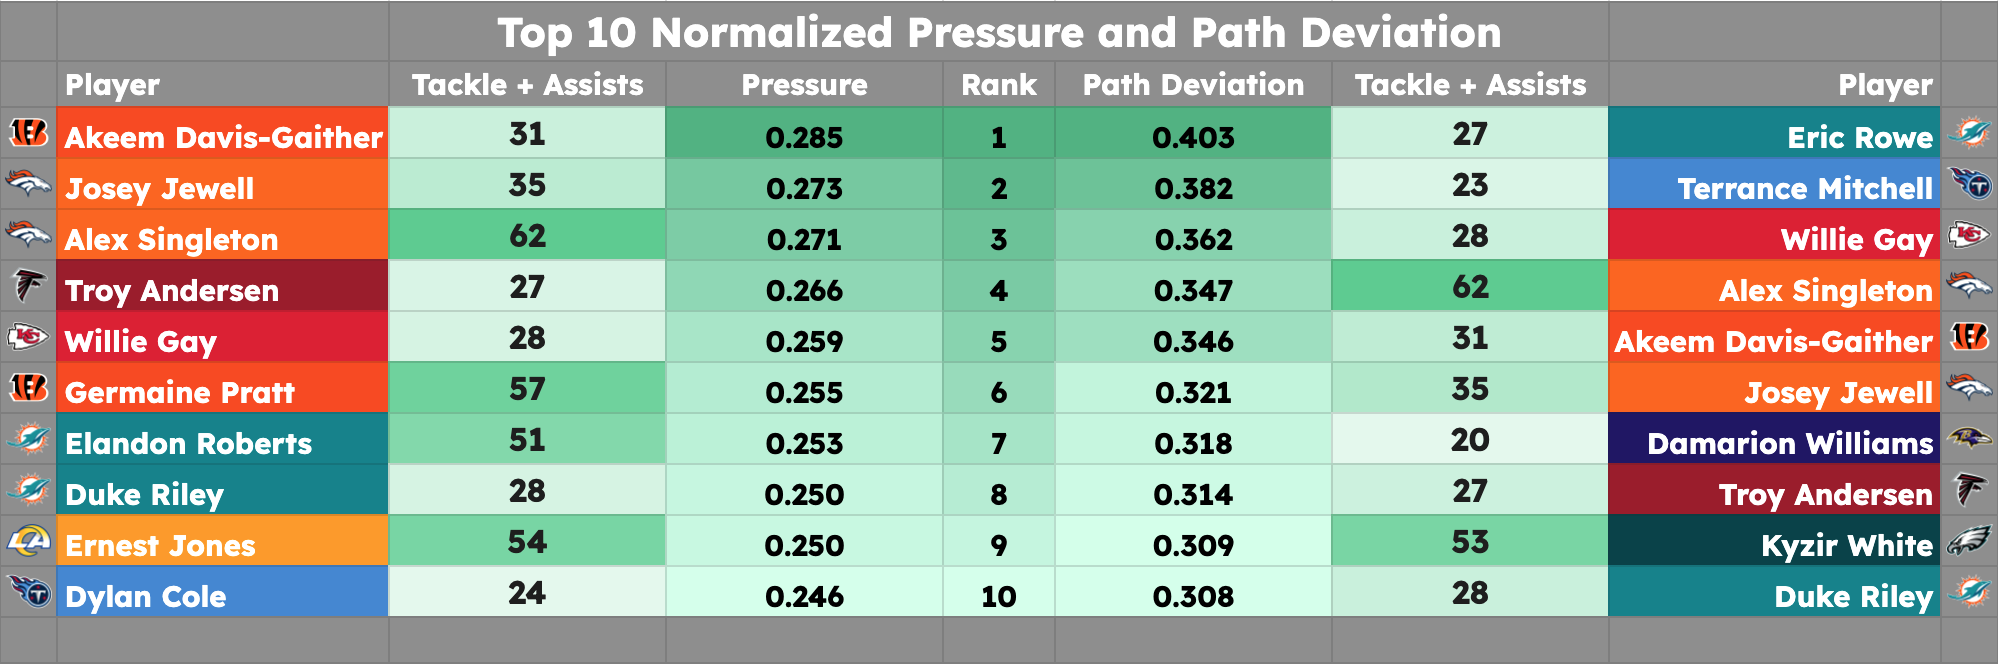 Top 10 Normalized Pressure and Path Deviation
Player Tackle + Assists Pressure Rank Path Deviation Tackle + Assists Player
Akeem Davis-Gaither 31 0.285 1 0.403 27 Eric Rowe
Josey Jewell 35 0.273 2 0.382 23 Terrance Mitchell
Alex Singleton 62 0.271 3 0.362 28 Willie Gay
Troy Andersen 27 0.266 4 0.347 62 Alex Singleton
Willie Gay 28 0.259 5 0.346 31 Akeem Davis-Gaither
Germaine Pratt 57 0.255 6 0.321 35 Josey Jewell
Elandon Roberts 51 0.253 7 0.318 20 Damarion Williams
Duke Riley 28 0.250 8 0.314 27 Troy Andersen
Ernest Jones 54 0.250 9 0.309 53 Kyzir White
Dylan Cole 24 0.246 10 0.308 28 Duke Riley